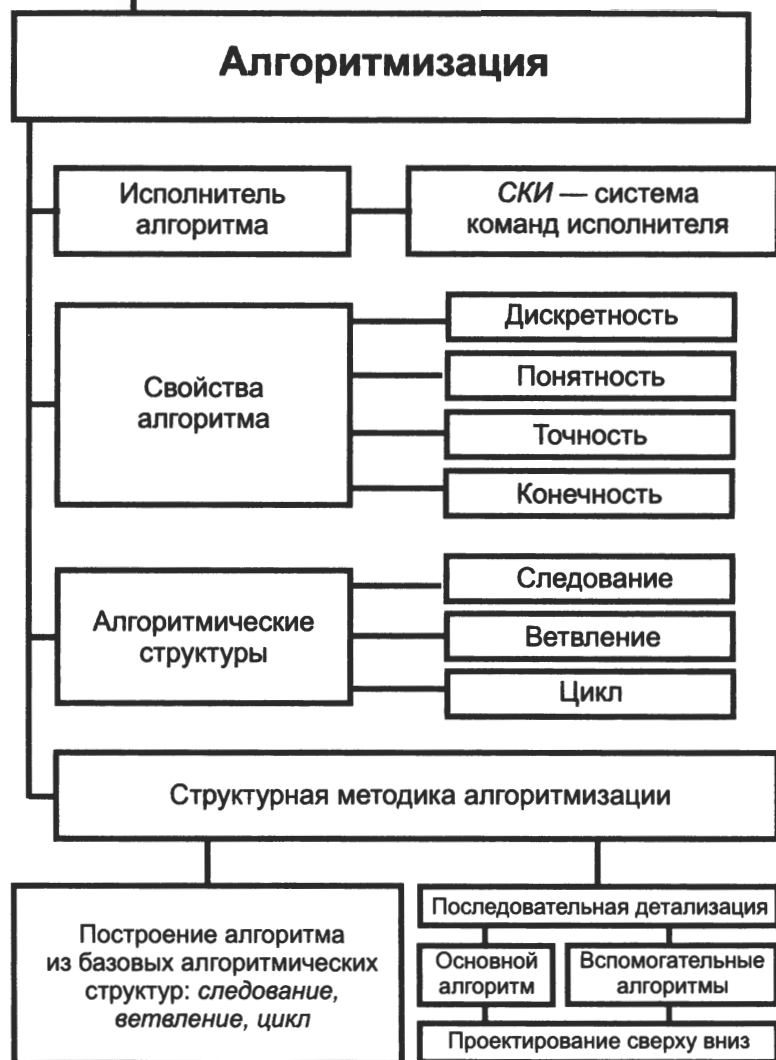 Алгоритмизация
Исполнитель
алгоритма
СКИ — система
команд исполнителя
Свойства
алгоритма
Дискретность
Понятность
Точность
Конечность
Алгоритмические
структуры
Следование
Ветвление
Цикл
Структурная методика алгоритмизации
Построение алгоритма
из базовых алгоритмических
структур: следование,
ветвление, цикл
Последовательная детализация
Основной
алгоритм
Вспомогательные
алгоритмы
Проектирование сверху вниз